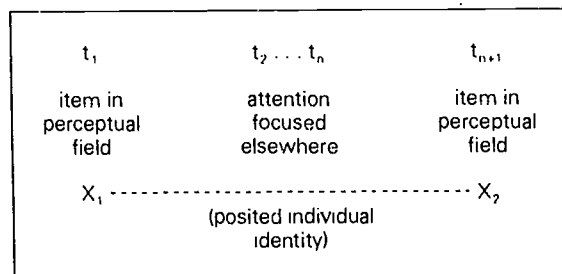 t₁ t₂ . . . tₙ tₙ₊₁
item in attention item in
perceptual focused perceptual
field elsewhere field
X₁ - - - - - - - - - - - - - - - - - - - - - - - - - - - - - - - - - - - - X₂
(posited individual
identity)